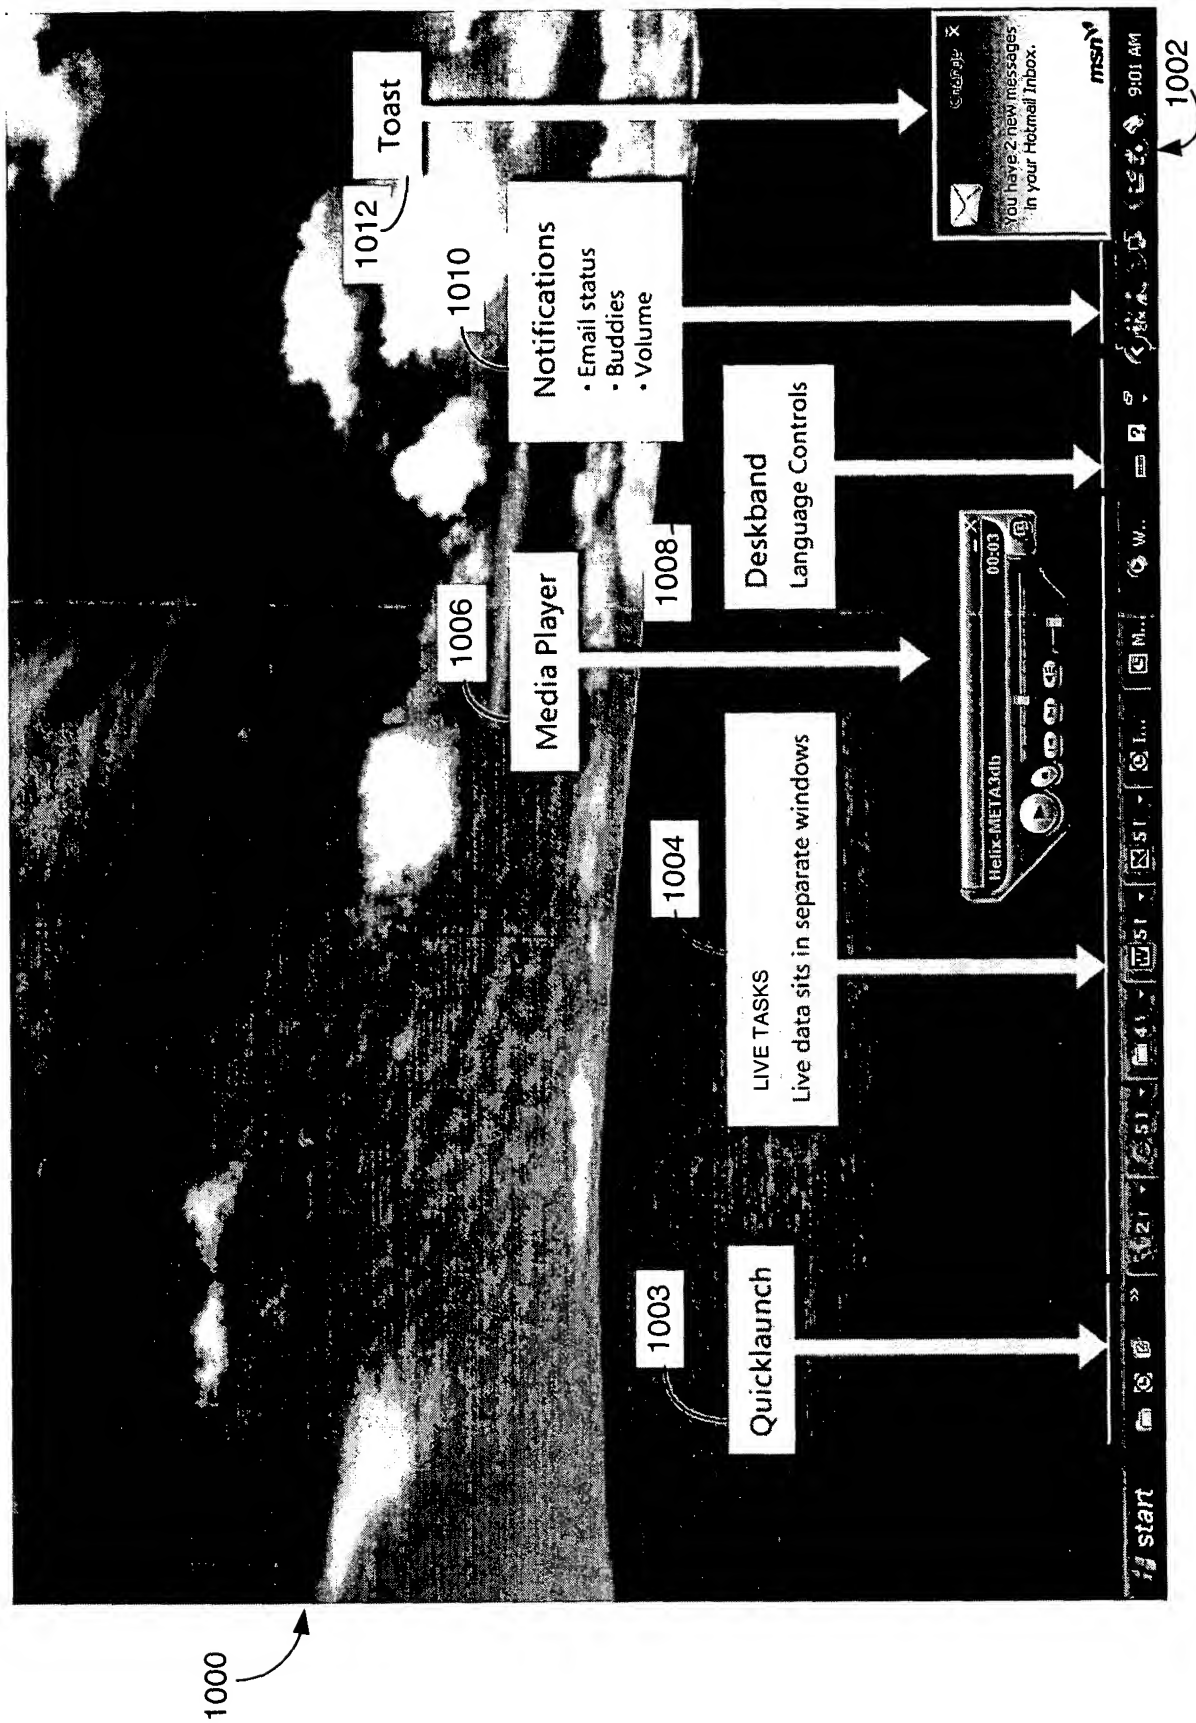 1000
1012
Toast
1010
Notifications
• Email status
• Buddies
• Volume
1006
Media Player
1008
Deskband
Language Controls
1004
LIVE TASKS
Live data sits in separate windows
1003
Quicklaunch
Helix-META3db
00:03
You have 2 new messages
in your Hotmail Inbox.
msn
start
W..
M..
I...
9:01 AM
1002